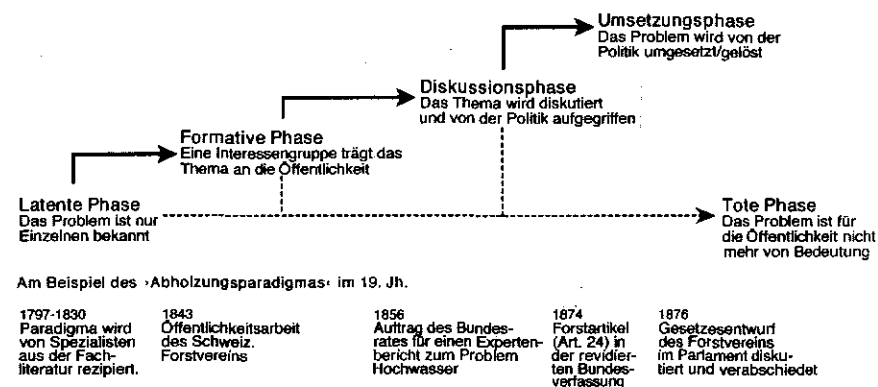 Umsetzungsphase
Das Problem wird von der
Politik umgesetzt/gelöst
Diskussionsphase
Das Thema wird diskutiert
und von der Politik aufgegriffen
Formative Phase
Eine Interessengruppe trägt das
Thema an die Öffentlichkeit
Latente Phase
Das Problem ist nur
Einzelnen bekannt
Tote Phase
Das Problem ist für
die Öffentlichkeit nicht
mehr von Bedeutung
Am Beispiel des ›Abholzungsparadigmas‹ im 19. Jh.
1797-1830
Paradigma wird
von Spezialisten
aus der Fach-
literatur rezipiert.
1843
Öffentlichkeitsarbeit
des Schweiz.
Forstvereins
1856
Auftrag des Bundes-
rates für einen Experten-
bericht zum Problem
Hochwasser
1874
Forstartikel
(Art. 24) in
der revidier-
ten Bundes-
verfassung
1876
Gesetzesentwurf
des Forstvereins
im Parlament disku-
tiert und verabschiedet